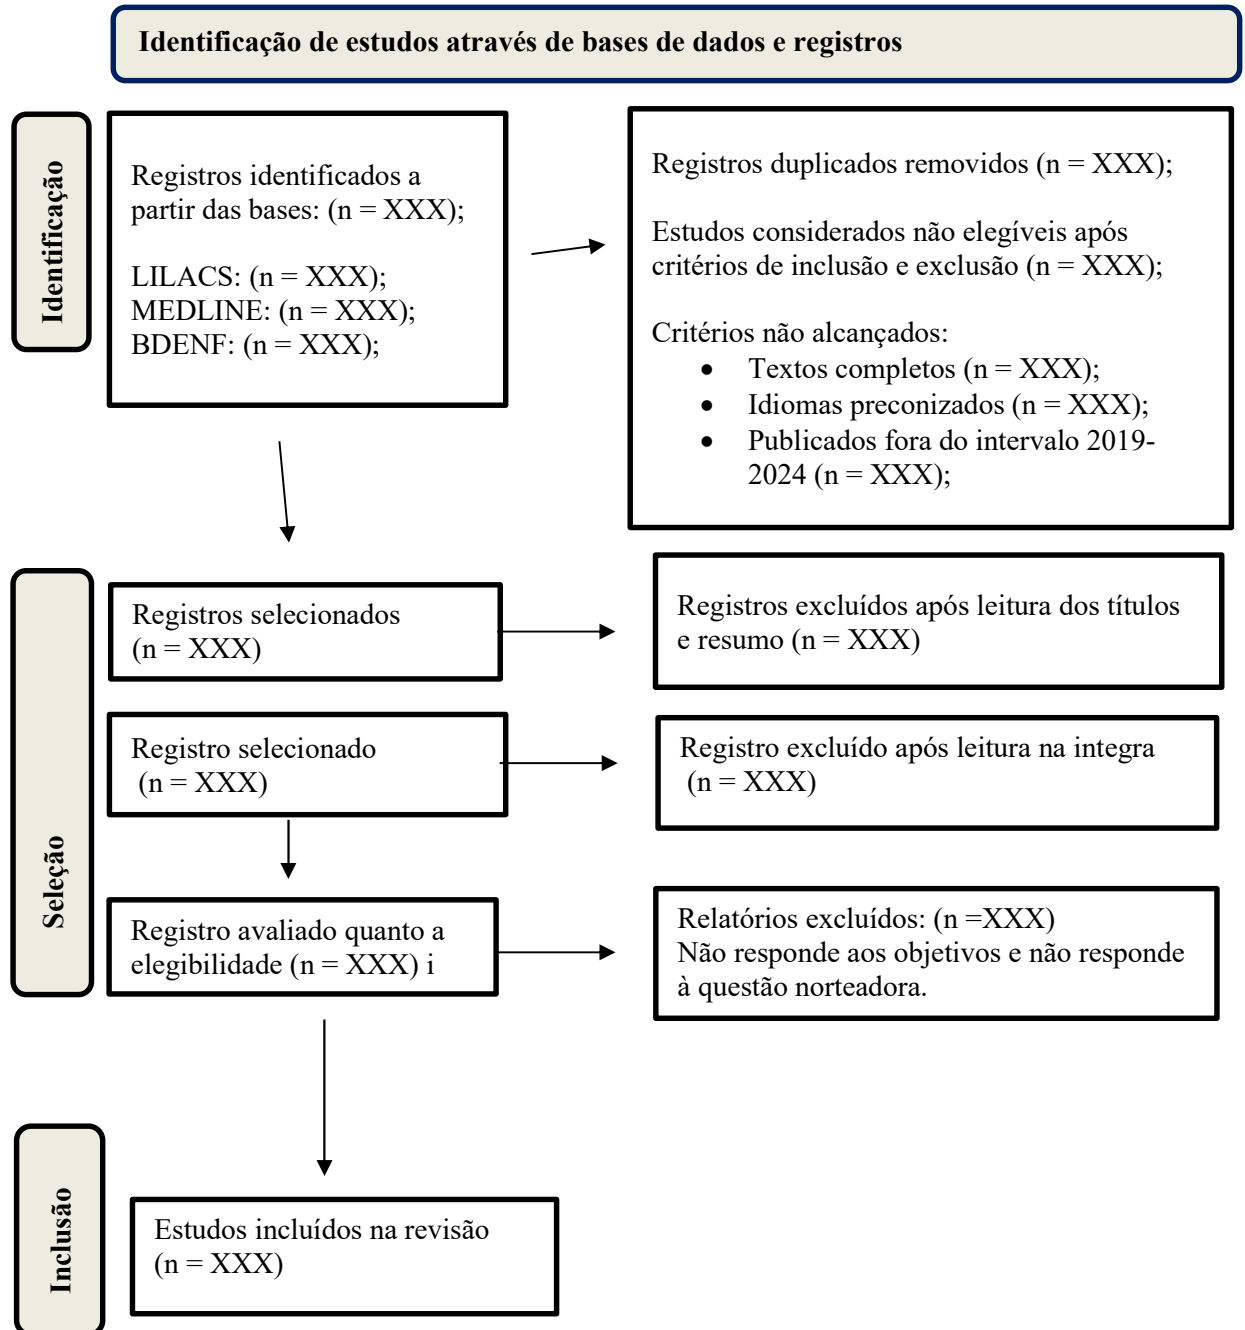 Identificação de estudos através de bases de dados e registros
Identificação
Registros identificados a
partir das bases: (n = XXX);
LILACS: (n = XXX);
MEDLINE: (n = XXX);
BDENF: (n = XXX);
Registros duplicados removidos (n = XXX);
Estudos considerados não elegíveis após
critérios de inclusão e exclusão (n = XXX);
Critérios não alcançados:
• Textos completos (n = XXX);
• Idiomas preconizados (n = XXX);
• Publicados fora do intervalo 2019-
2024 (n = XXX);
Seleção
Registros selecionados
(n = XXX)
Registros excluídos após leitura dos títulos
e resumo (n = XXX)
Registro selecionado
(n = XXX)
Registro excluído após leitura na integra
(n = XXX)
Registro avaliado quanto a
elegibilidade (n = XXX) i
Relatórios excluídos: (n =XXX)
Não responde aos objetivos e não responde
à questão norteadora.
Inclusão
Estudos incluídos na revisão
(n = XXX)